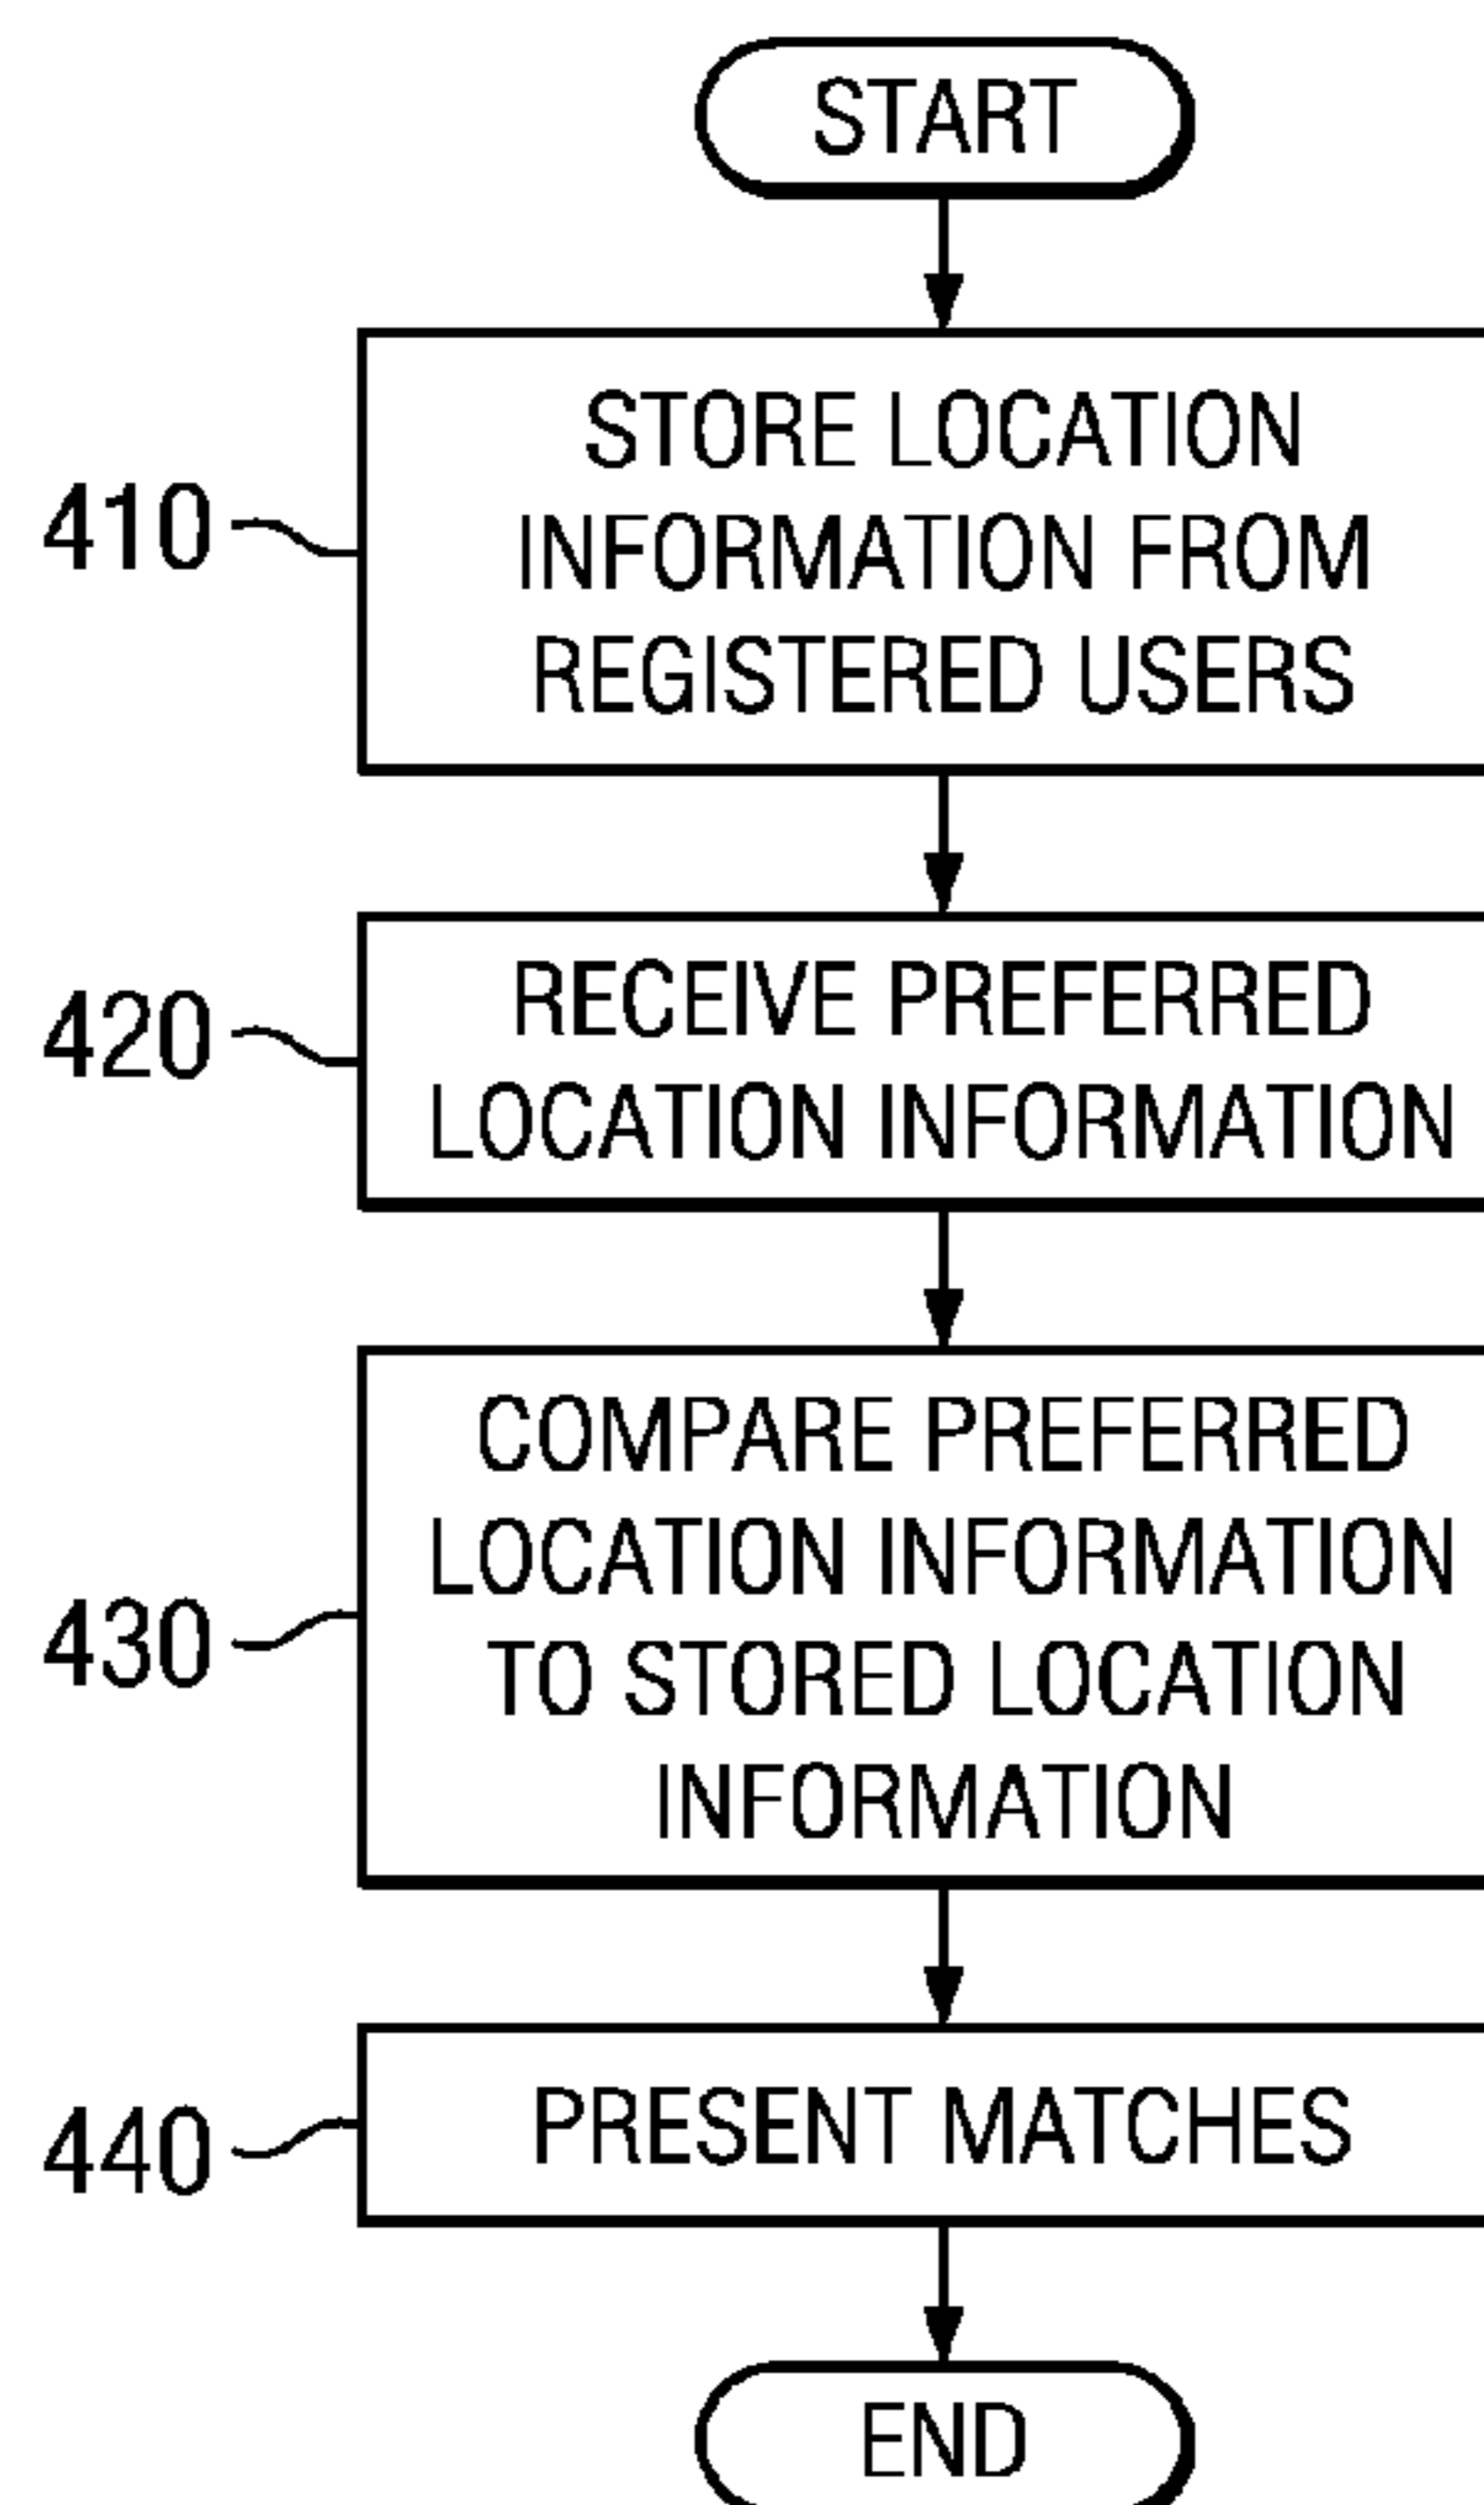 START
STORE LOCATION
INFORMATION FROM
REGISTERED USERS
410
RECEIVE PREFERRED
LOCATION INFORMATION
420
COMPARE PREFERRED
LOCATION INFORMATION
TO STORED LOCATION
INFORMATION
430
PRESENT MATCHES
440
END